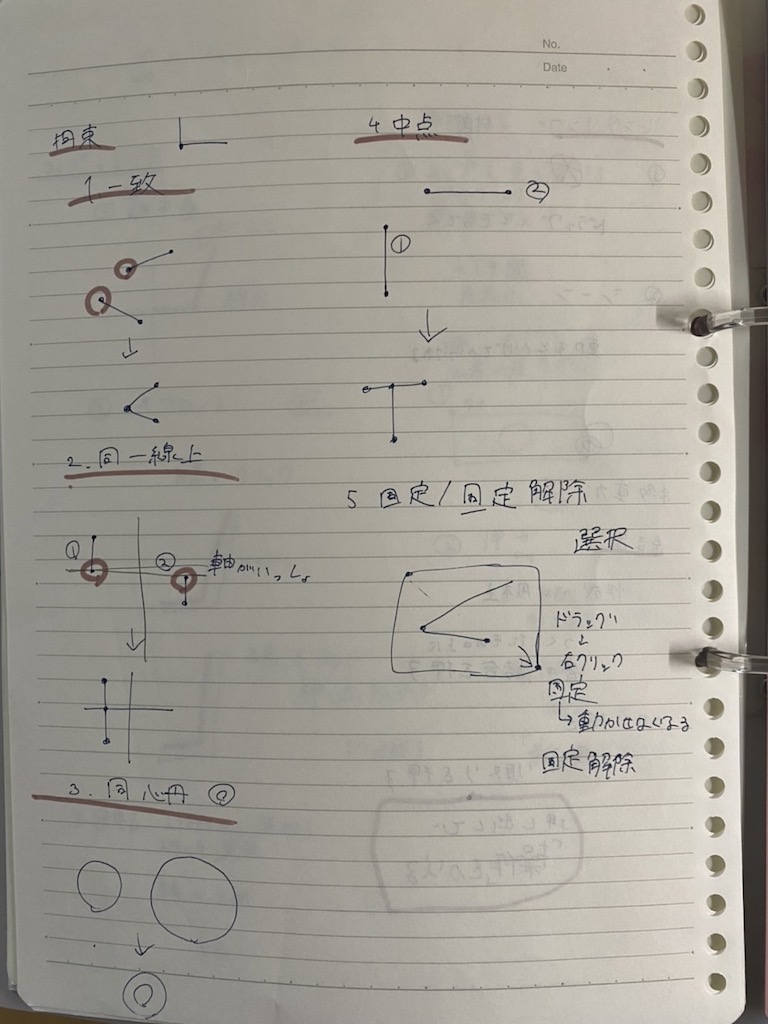 No.
Date
拘束
1 一致
2. 同一線上
① ② 軸がいっしょ
3. 同心円 ◎
4 中点
②
①
5 固定/固定解除
選択
ドラッグ
↓
右クリック
固定
↳ 動かせなくなる
固定解除